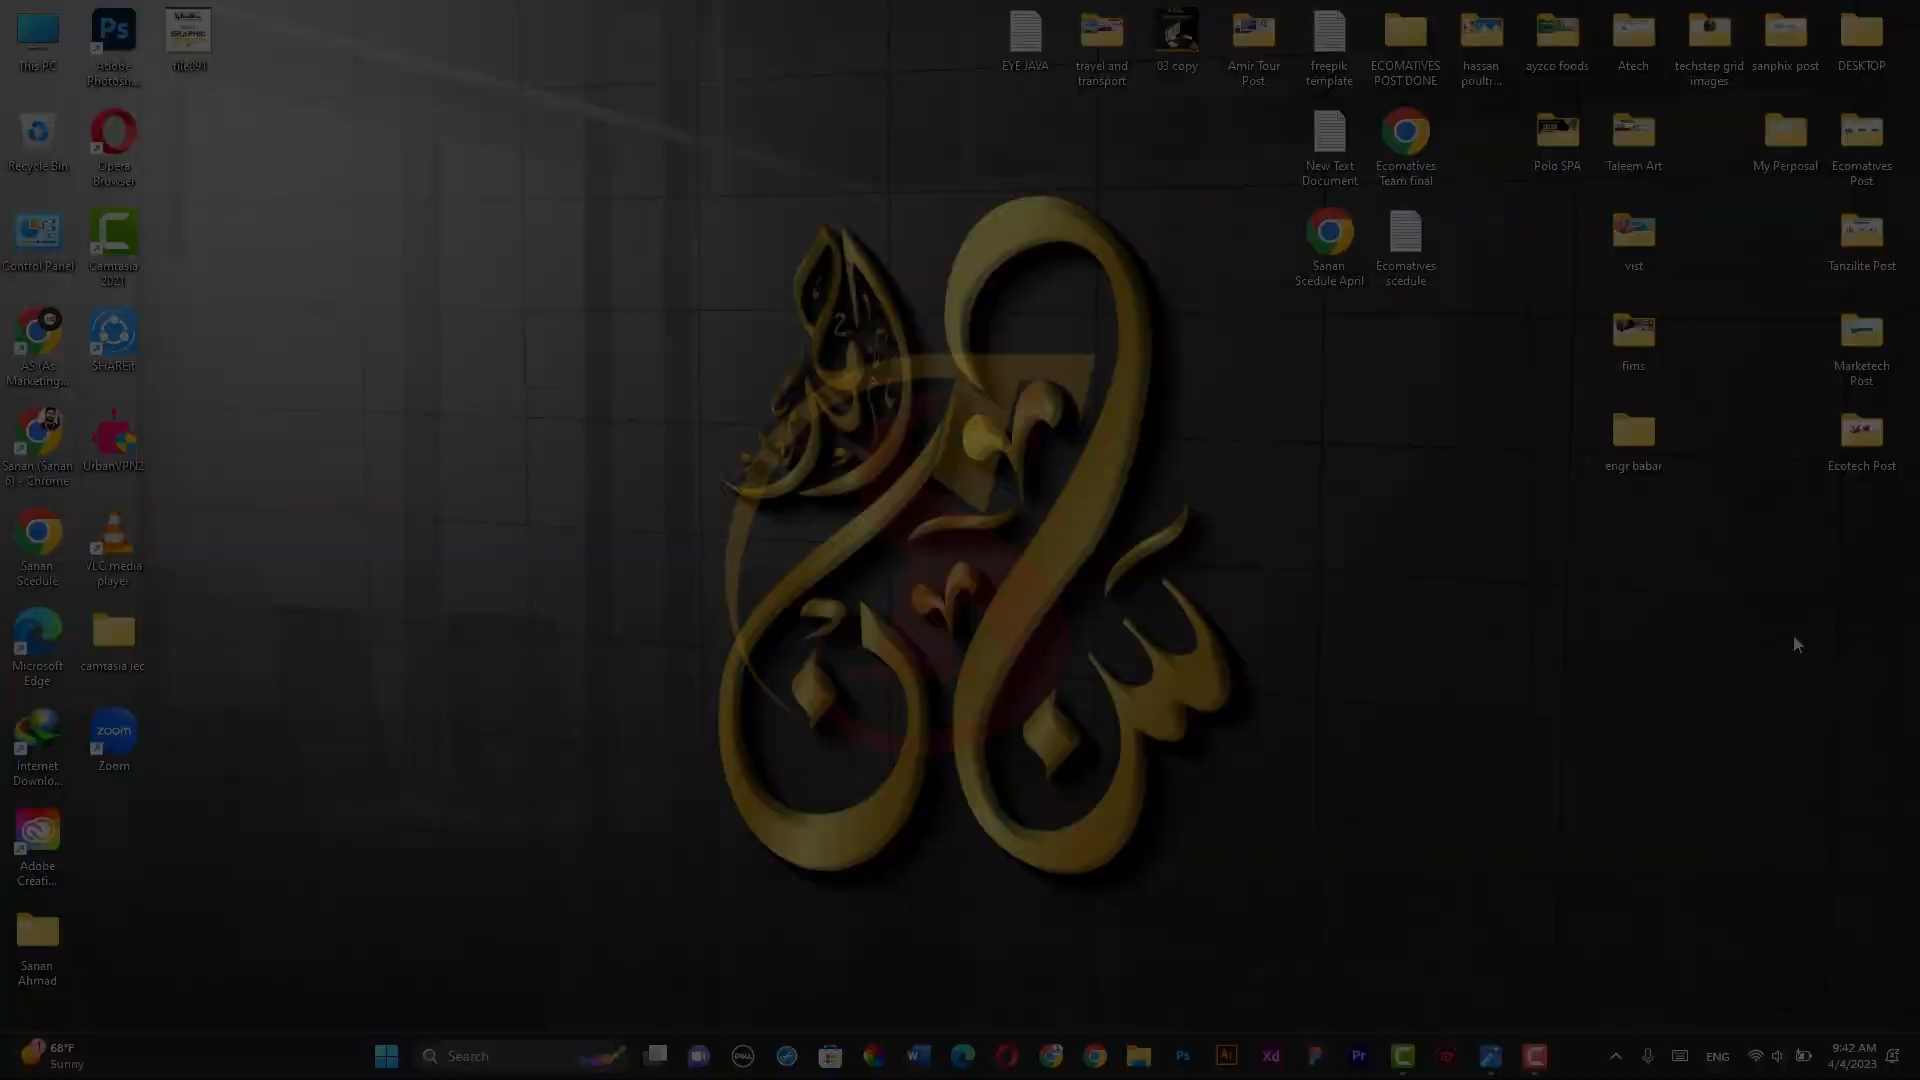 This PC
Adobe
Photosh...
file891
EYE JAVA
travel and
transport
03 copy
Amir Tour
Post
freepik
template
ECOMATIVES
POST DONE
hassan
poultr...
ayzco foods
Atech
techstep grid
images
sanphix post
DESKTOP
Recycle Bin
Opera
Browser
New Text
Document
Ecomatives
Team final
Polo SPA
Taleem Art
My Perposal
Ecomatives
Post
Control Panel
Camtasia
2021
Sanan
Scedule April
Ecomatives
scedule
vist
Tanzilite Post
AS (As
Marketing...
SHAREit
flms
Marketech
Post
Sanan (Sanan
6) - Chrome
UrbanVPN2
engr babar
Ecotech Post
Sanan
Scedule
VLC media
player
Microsoft
Edge
camtasia rec
Internet
Downlo...
zoom
Zoom
Adobe
Creati...
Sanan
Ahmad
68°F
Sunny
Search
ENG
9:42 AM
4/4/2023